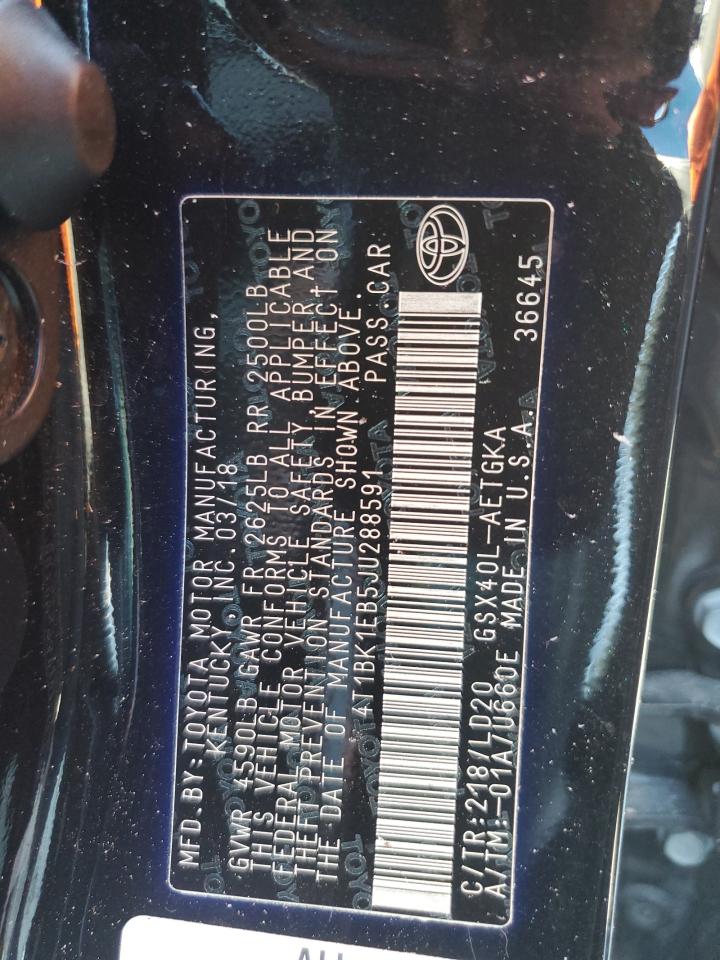 MFD. BY: TOYOTA MOTOR MANUFACTURING,
KENTUCKY, INC. 03/18
GVWR 4590LB GAWR FR 2625LB RR 2500LB
THIS VEHICLE CONFORMS TO ALL APPLICABLE
FEDERAL MOTOR VEHICLE SAFETY, BUMPER, AND
THEFT PREVENTION STANDARDS IN EFFECT ON
THE DATE OF MANUFACTURE SHOWN ABOVE.
4T1BK1EB5JU288591 PASS.CAR
C/TR: 218/LD20 GSX40L-AETGKA
A/TM: -01A/U660E MADE IN U.S.A. 36645